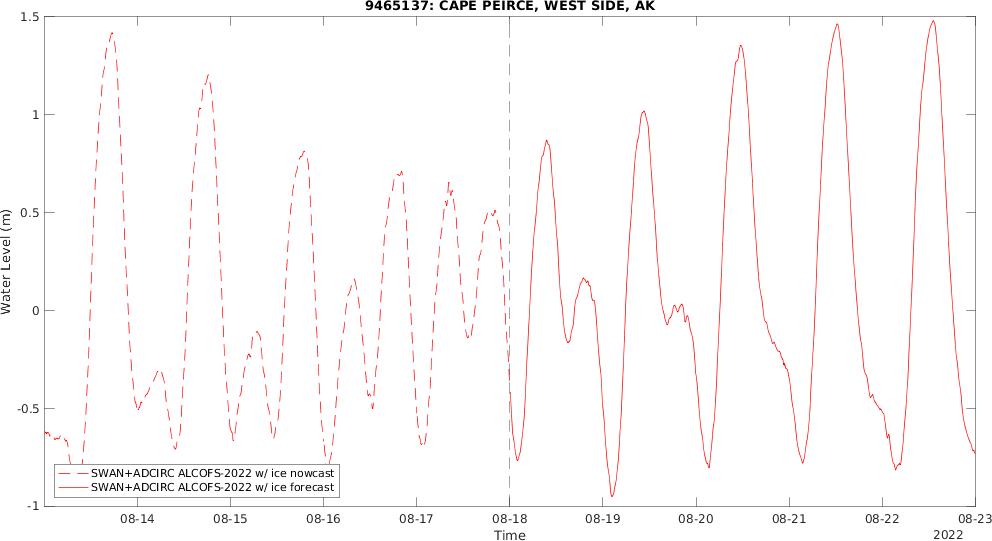 9465137: CAPE PEIRCE, WEST SIDE, AK
1.5
1
0.5
0
-0.5
-1
Water Level (m)
SWAN+ADCIRC ALCOFS-2022 w/ ice nowcast
SWAN+ADCIRC ALCOFS-2022 w/ ice forecast
08-14 08-15 08-16 08-17 08-18 08-19 08-20 08-21 08-22 08-23
Time
2022